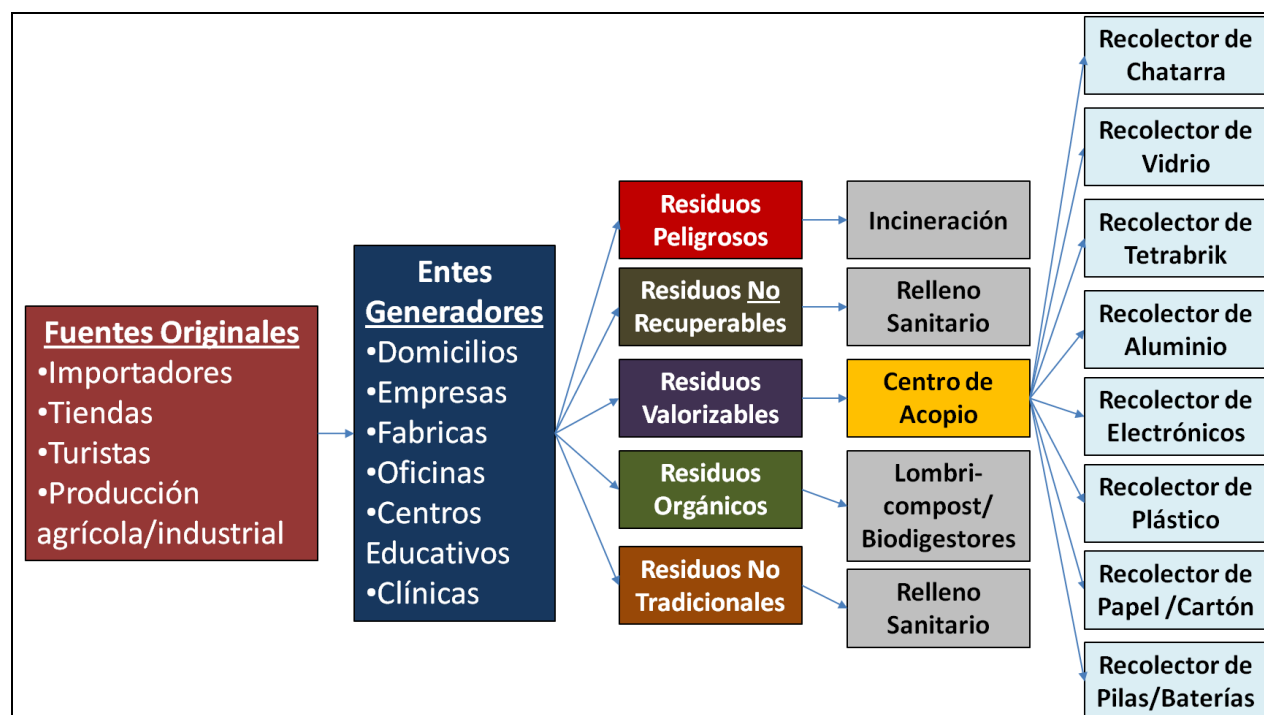 Fuentes Originales
•Importadores
•Tiendas
•Turistas
•Producción
agrícola/industrial
Entes
Generadores
•Domicilios
•Empresas
•Fabricas
•Oficinas
•Centros
Educativos
•Clínicas
Residuos
Peligrosos
Residuos No
Recuperables
Residuos
Valorizables
Residuos
Orgánicos
Residuos No
Tradicionales
Incineración
Relleno
Sanitario
Centro de
Acopio
Lombri-
compost/
Biodigestores
Relleno
Sanitario
Recolector de
Chatarra
Recolector de
Vidrio
Recolector de
Tetrabrik
Recolector de
Aluminio
Recolector de
Electrónicos
Recolector de
Plástico
Recolector de
Papel /Cartón
Recolector de
Pilas/Baterías